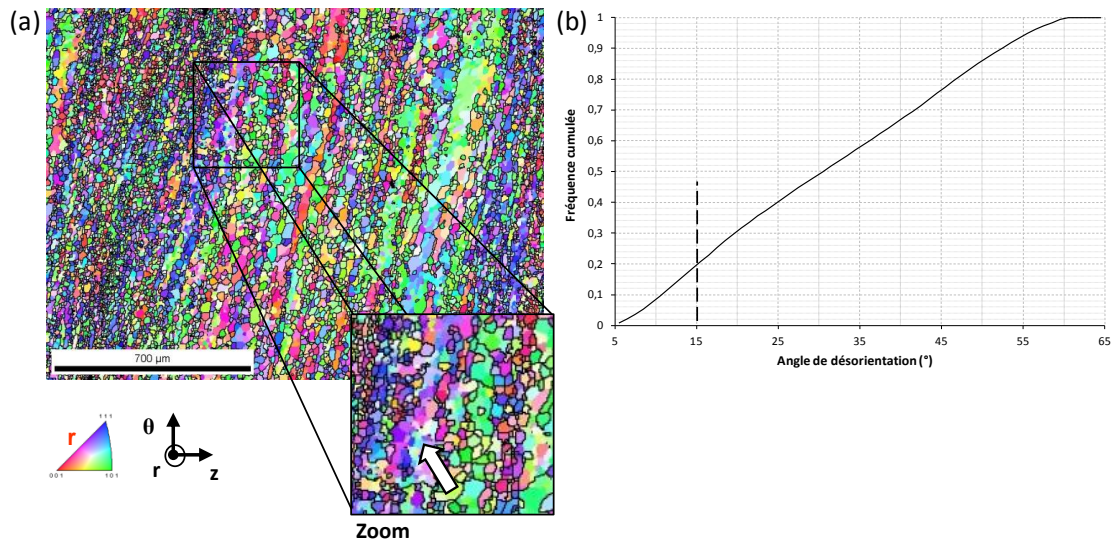 (a)
700 µm
r
111
001
101
θ
r
z
Zoom
(b)
Fréquence cumulée
1
0,9
0,8
0,7
0,6
0,5
0,4
0,3
0,2
0,1
0
5
15
25
35
45
55
65
Angle de désorientation (°)